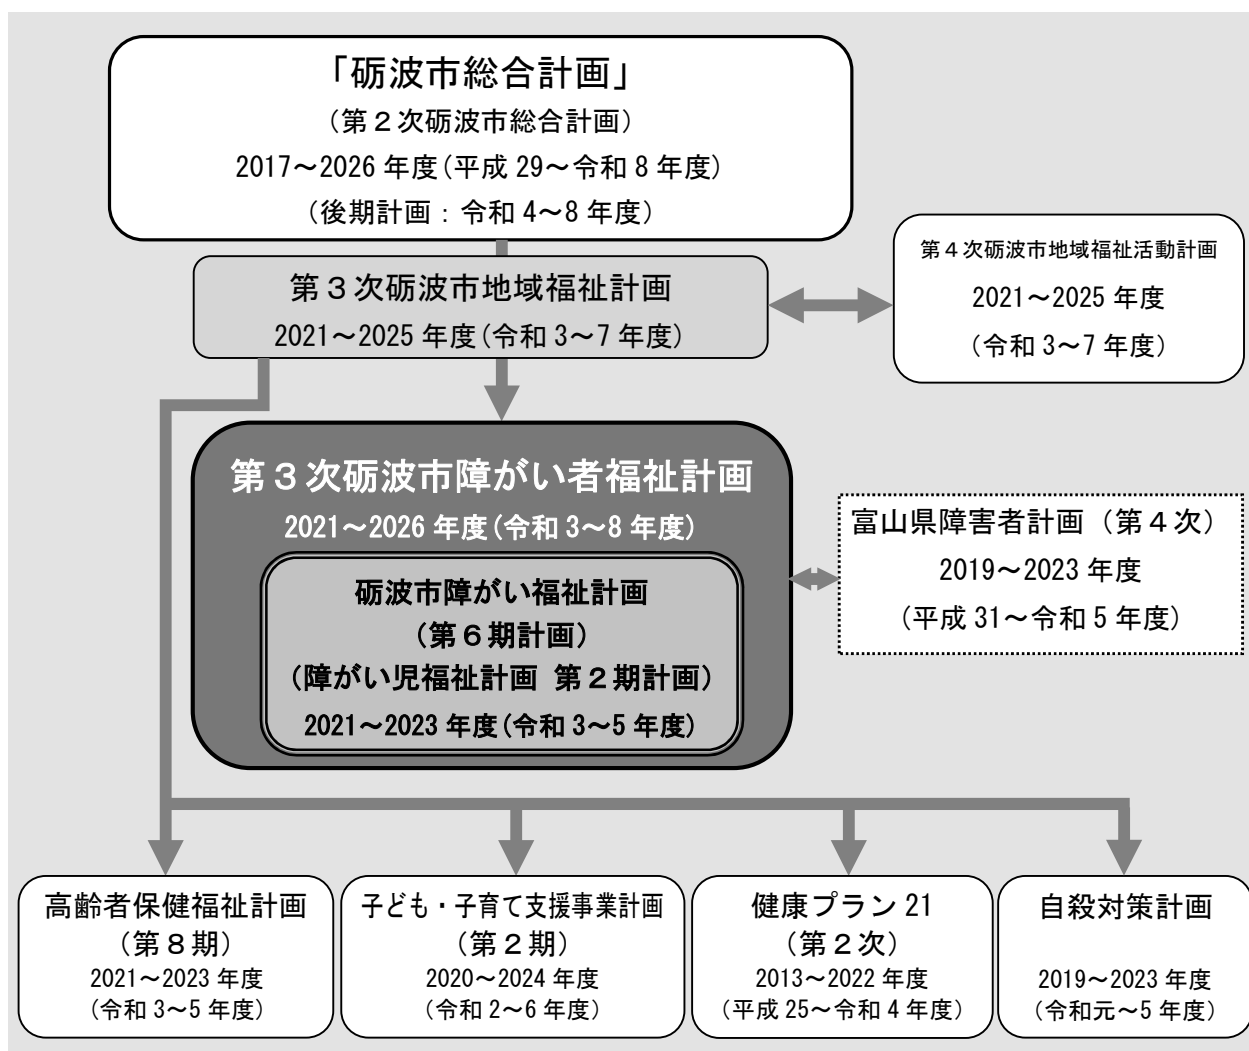 「砺波市総合計画」
（第２次砺波市総合計画）
2017～2026 年度(平成 29～令和 8 年度)
（後期計画：令和 4～8 年度）
第３次砺波市地域福祉計画
2021～2025 年度(令和 3～7 年度)
第４次砺波市地域福祉活動計画
2021～2025 年度
（令和 3～7 年度）
第３次砺波市障がい者福祉計画
2021～2026 年度(令和 3～8 年度)
砺波市障がい福祉計画
（第６期計画）
（障がい児福祉計画 第２期計画）
2021～2023 年度(令和 3～5 年度)
富山県障害者計画（第４次）
2019～2023 年度
（平成 31～令和 5 年度）
高齢者保健福祉計画
（第８期）
2021～2023 年度
（令和 3～5 年度）
子ども・子育て支援事業計画
（第２期）
2020～2024 年度
（令和 2～6 年度）
健康プラン 21
（第２次）
2013～2022 年度
（平成 25～令和 4 年度）
自殺対策計画
2019～2023 年度
（令和元～5 年度）